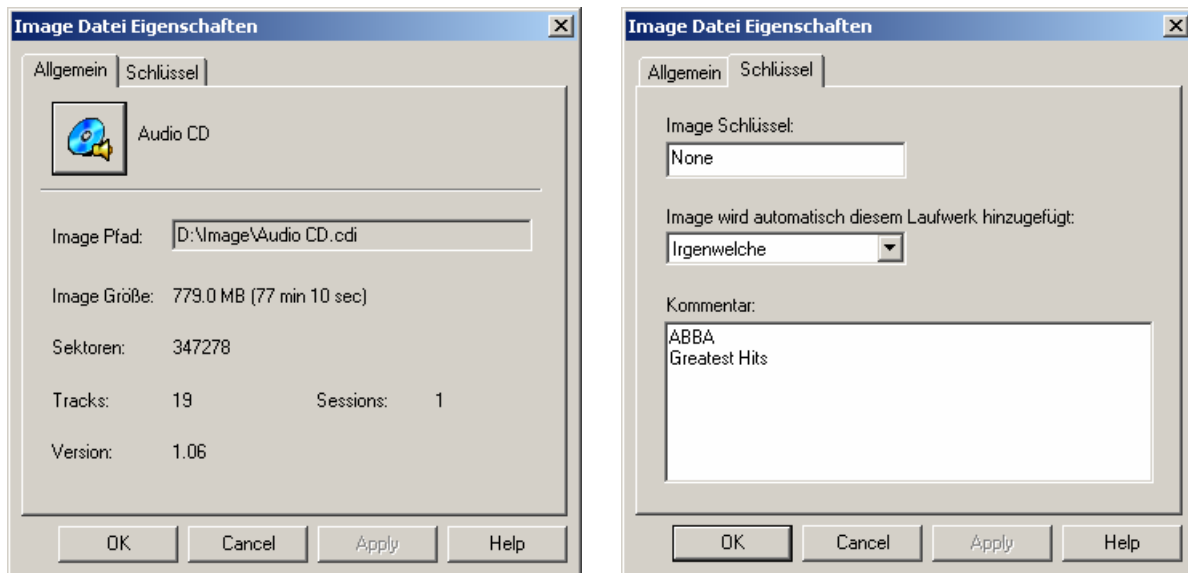 Image Datei Eigenschaften
Allgemein Schlüssel
Audio CD
Image Pfad: D:\Image\Audio CD.cdi
Image Größe: 779.0 MB (77 min 10 sec)
Sektoren: 347278
Tracks: 19 Sessions: 1
Version: 1.06
OK Cancel Apply Help
Image Datei Eigenschaften
Allgemein Schlüssel
Image Schlüssel:
None
Image wird automatisch diesem Laufwerk hinzugefügt:
Irgenwelche
Kommentar:
ABBA
Greatest Hits
OK Cancel Apply Help